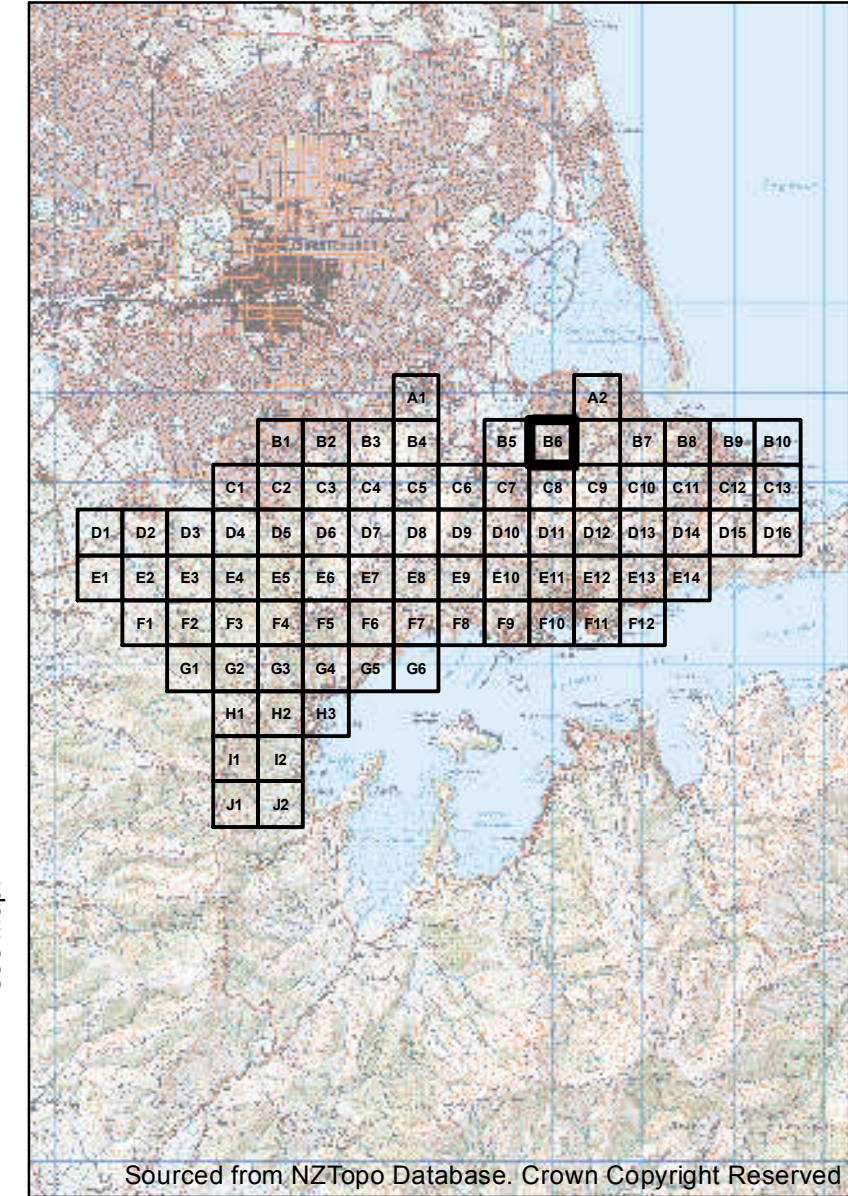 A1 A2
B1 B2 B3 B4 B5 B6 B7 B8 B9 B10
C1 C2 C3 C4 C5 C6 C7 C8 C9 C10 C11 C12 C13
D1 D2 D3 D4 D5 D6 D7 D8 D9 D10 D11 D12 D13 D14 D15 D16
E1 E2 E3 E4 E5 E6 E7 E8 E9 E10 E11 E12 E13 E14
F1 F2 F3 F4 F5 F6 F7 F8 F9 F10 F11 F12
G1 G2 G3 G4 G5 G6
H1 H2 H3
I1 I2
J1 J2
Sourced from NZTopo Database. Crown Copyright Reserved